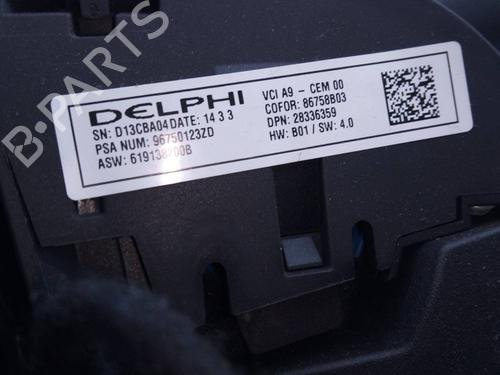 DELPHI
SN: D13CBA04 DATE: 14 3 3
PSA NUM: 96750123ZD
ASW: 619138200B
VCI A9 - CEM 00
COFOR: 86758B03
DPN: 28336359
HW: B01 / SW: 4.0
B-PARTS